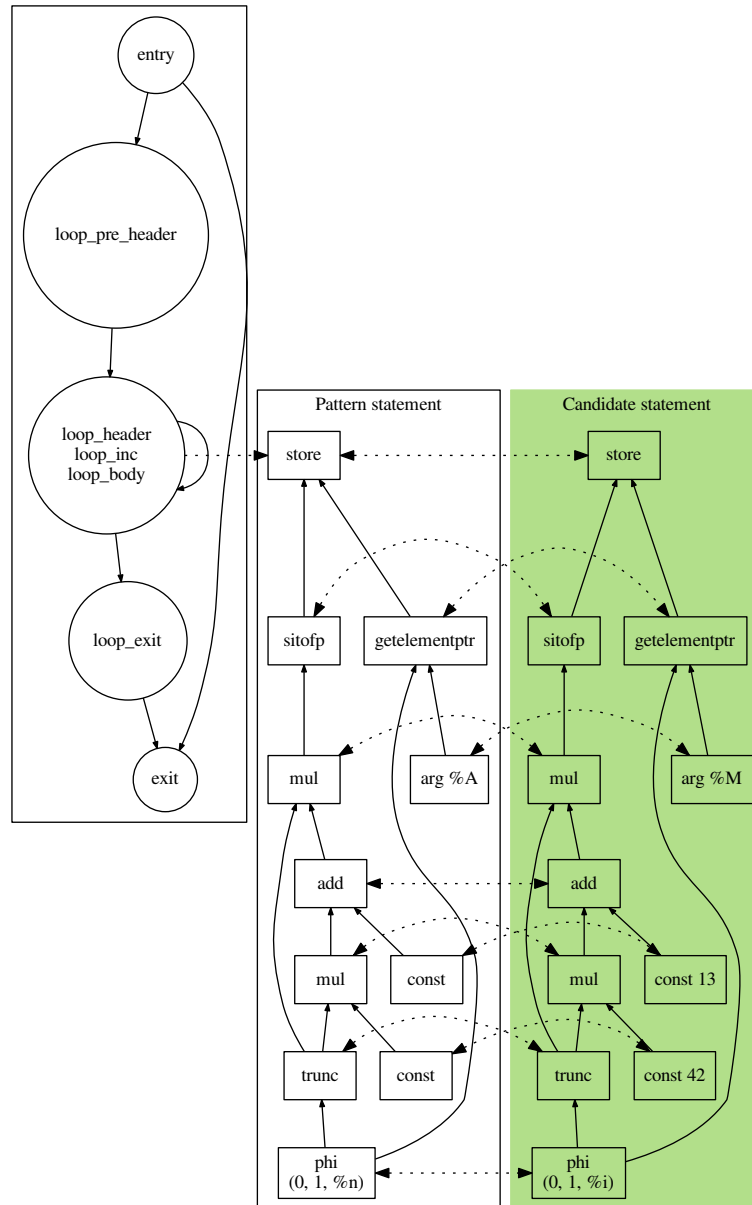 entry
loop_pre_header
loop_header
loop_inc
loop_body
loop_exit
exit
Pattern statement
store
sitofp
getelementptr
mul
arg %A
add
mul
const
trunc
const
phi
(0, 1, %n)
Candidate statement
store
sitofp
getelementptr
mul
arg %M
add
mul
const 13
trunc
const 42
phi
(0, 1, %i)